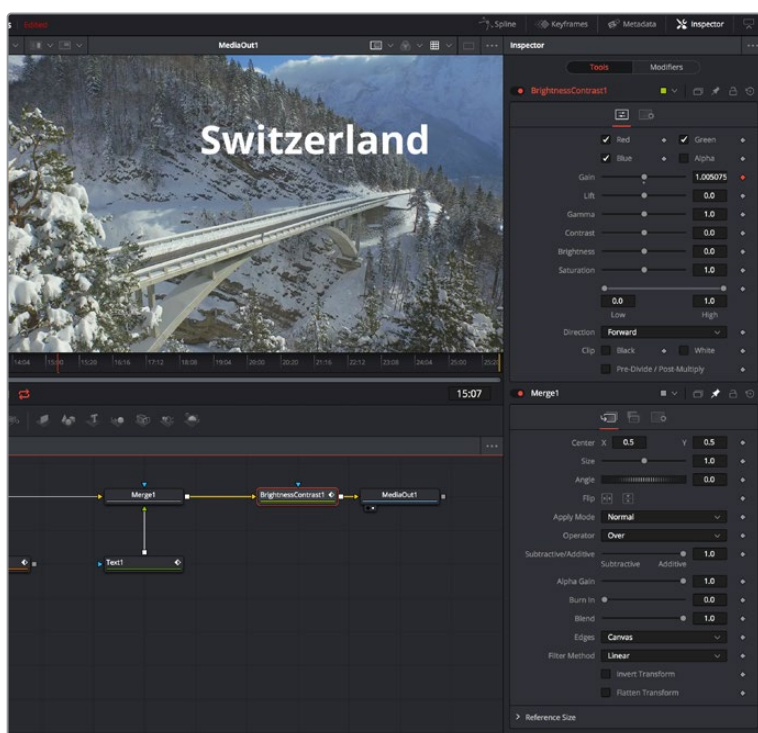 s Edited Spline Keyframes Metadata Inspector
MediaOut1 Inspector
Switzerland
Tools Modifiers
BrightnessContrast1
Red Green
Blue Alpha
Gain 1.005075
Lift 0.0
Gamma 1.0
Contrast 0.0
Brightness 0.0
Saturation 1.0
0.0 1.0
Low High
Direction Forward
Clip Black White
Pre-Divide / Post-Multiply
14:04 15:00 16:16 17:12 18:08 19:04 20:00 20:20 21:16 22:12 23:08 24:04 25:00 25:20
15:07
Merge1
Center X 0.5 Y 0.5
Size 1.0
Angle 0.0
Flip
Apply Mode Normal
Operator Over
Subtractive/Additive 1.0
Subtractive Additive
Alpha Gain 1.0
Burn In 0.0
Blend 1.0
Edges Canvas
Filter Method Linear
Invert Transform
Flatten Transform
Reference Size
Merge1 BrightnessContrast1 MediaOut1
Text1